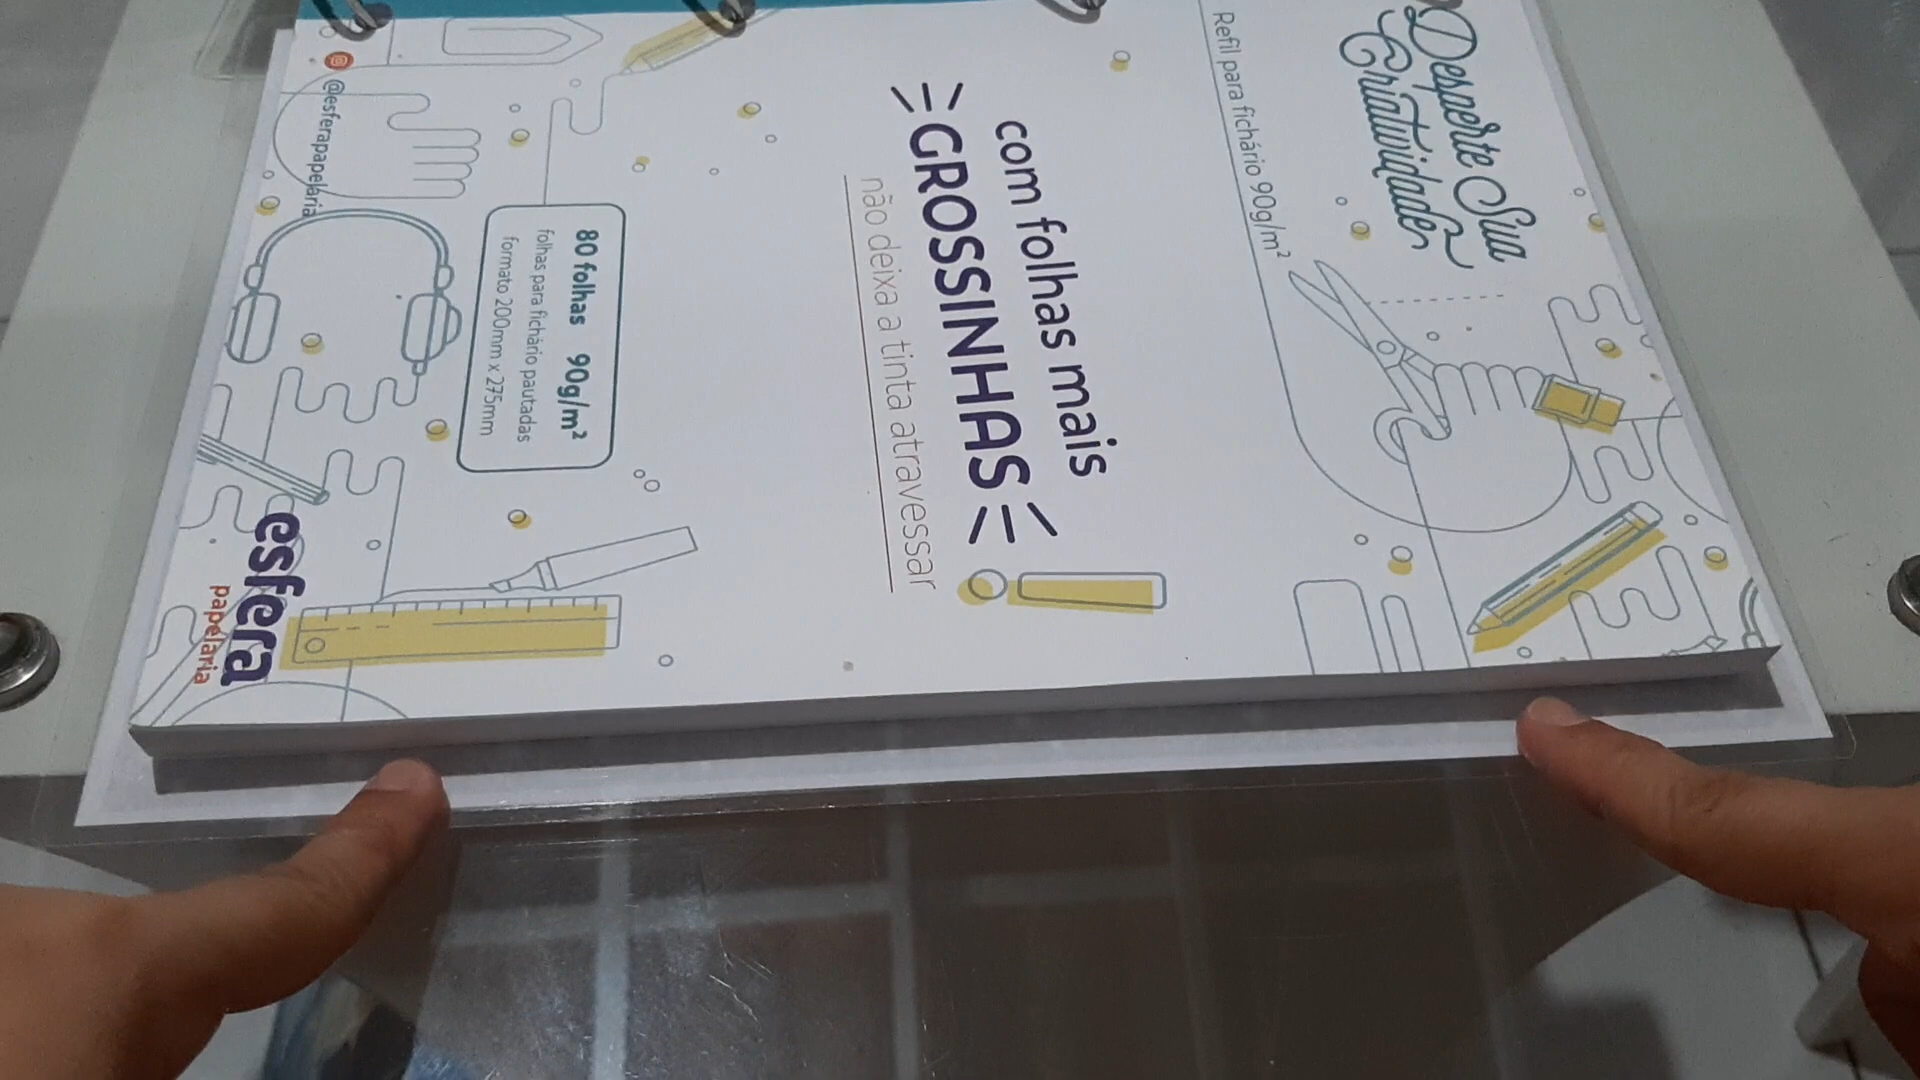 Desperte Sua
Criatividade
Refil para fichário 90g/m²
com folhas mais
GROSSINHAS!
não deixa a tinta atravessar
80 folhas 90g/m²
folhas para fichário pautadas
formato 200mm x 275mm
@esferapapelaria
esfera
papelaria